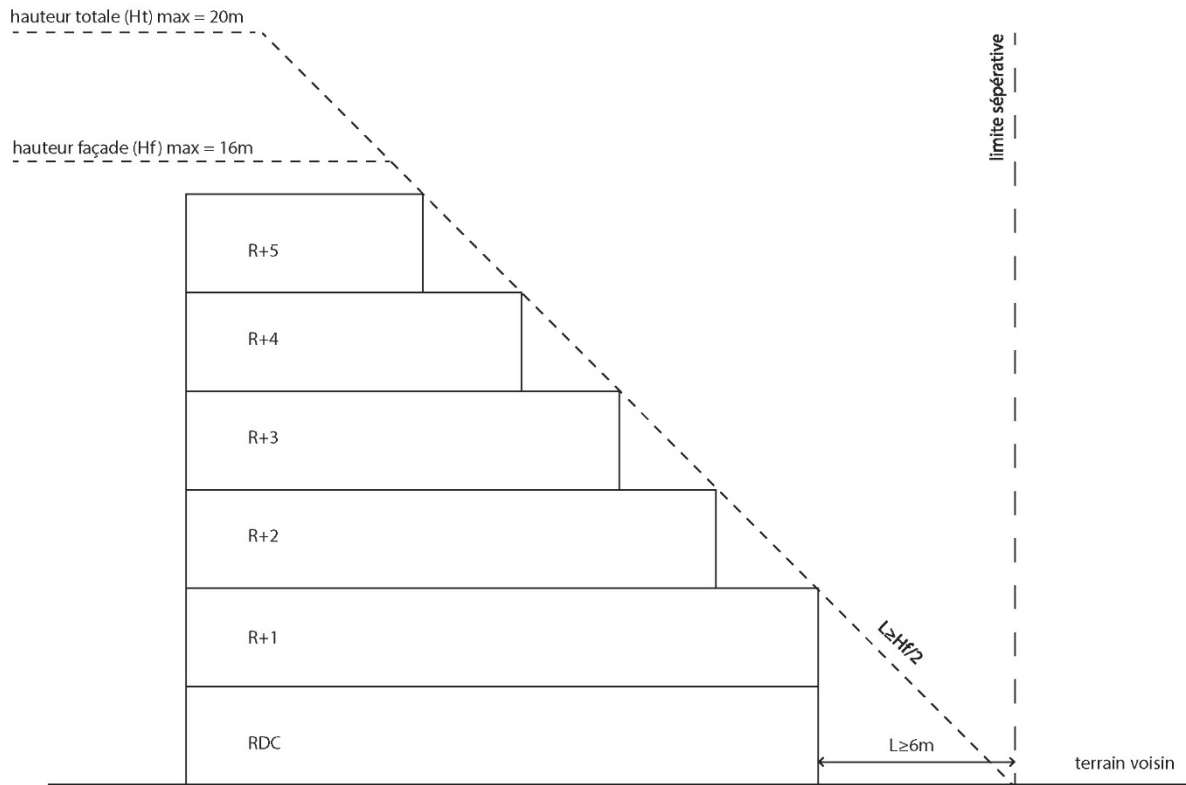 hauteur totale (Ht) max = 20m
limite sépérative
hauteur façade (Hf) max = 16m
R+5
R+4
R+3
R+2
R+1
L≥Hf/2
RDC
L≥6m
terrain voisin